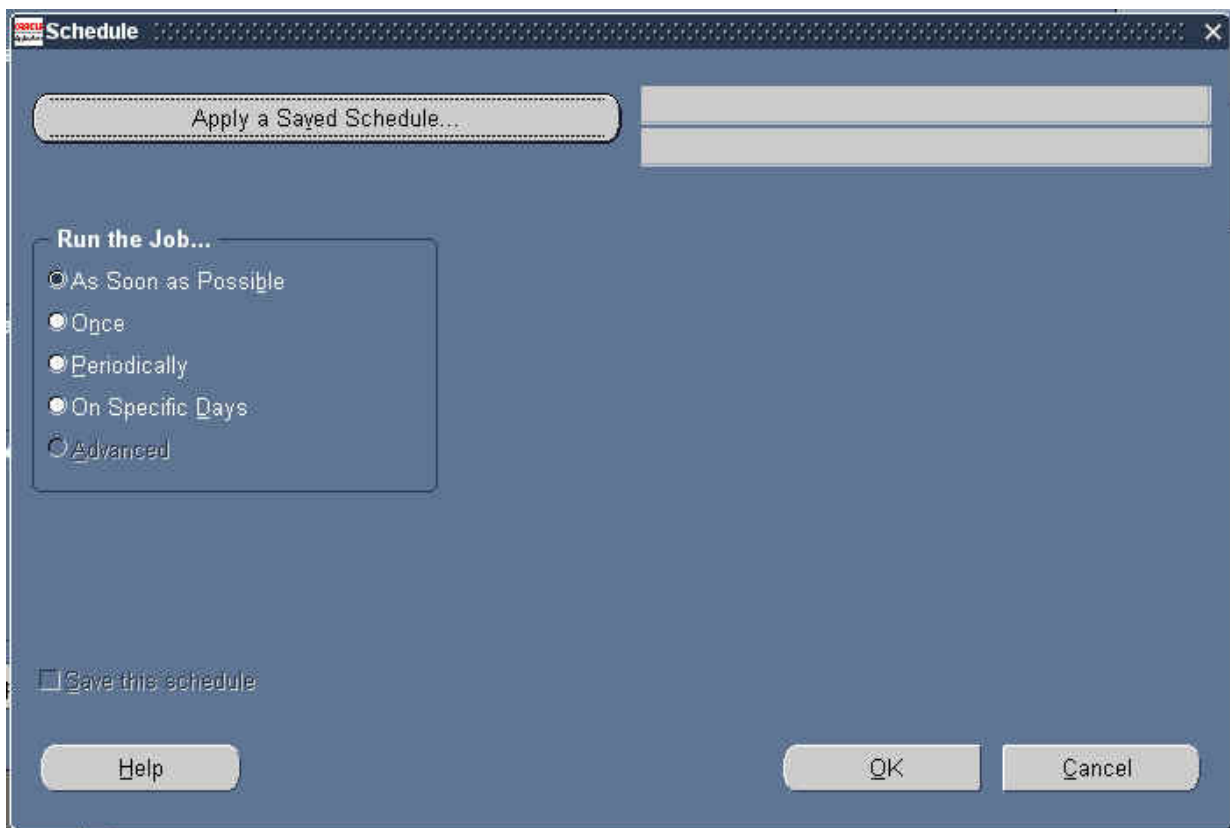 ORACLE
Schedule
Apply a Saved Schedule...
Run the Job...
As Soon as Possible
Once
Periodically
On Specific Days
Advanced
Save this schedule
Help
OK
Cancel